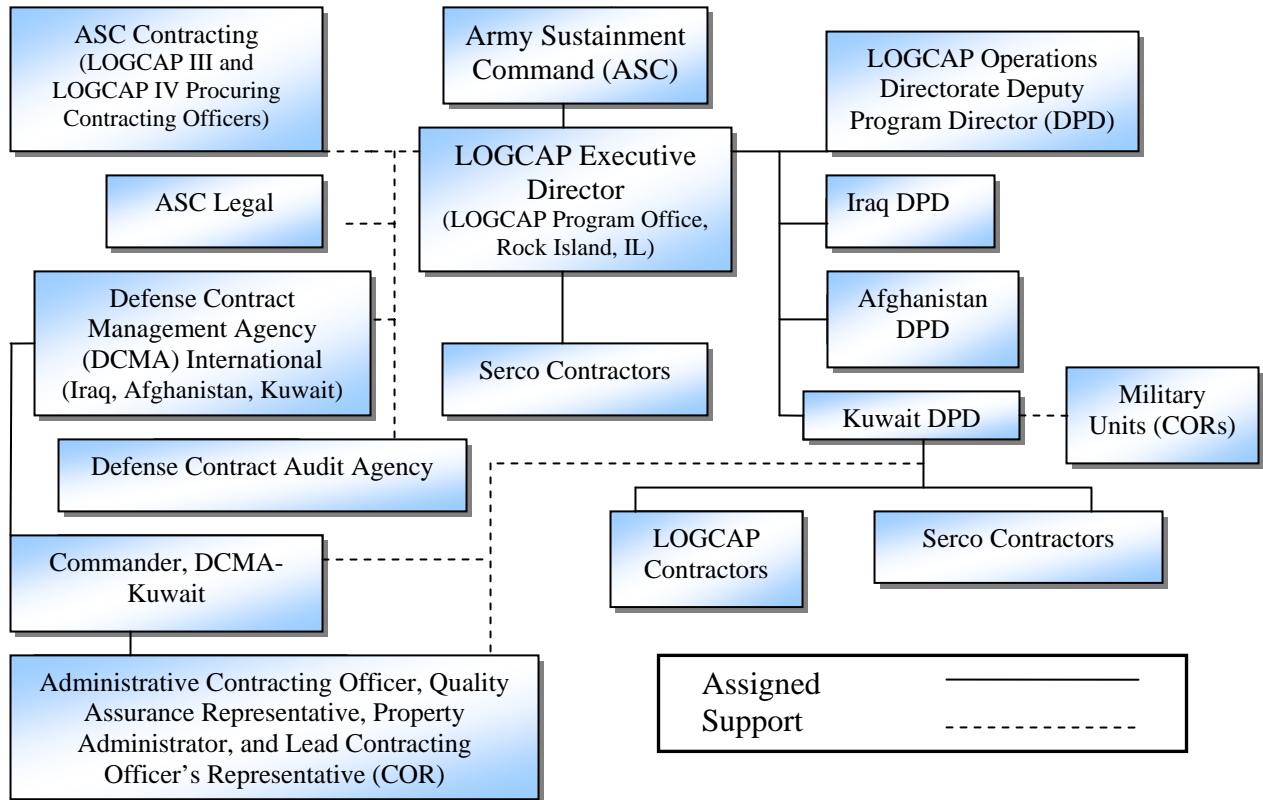 ASC Contracting
(LOGCAP III and
LOGCAP IV Procuring
Contracting Officers)
Army Sustainment
Command (ASC)
LOGCAP Operations
Directorate Deputy
Program Director (DPD)
LOGCAP Executive
Director
(LOGCAP Program Office,
Rock Island, IL)
ASC Legal
Iraq DPD
Defense Contract
Management Agency
(DCMA) International
(Iraq, Afghanistan, Kuwait)
Afghanistan
DPD
Serco Contractors
Kuwait DPD
Military
Units (CORs)
Defense Contract Audit Agency
LOGCAP
Contractors
Serco Contractors
Commander, DCMA-
Kuwait
Administrative Contracting Officer, Quality
Assurance Representative, Property
Administrator, and Lead Contracting
Officer’s Representative (COR)
Assigned
Support